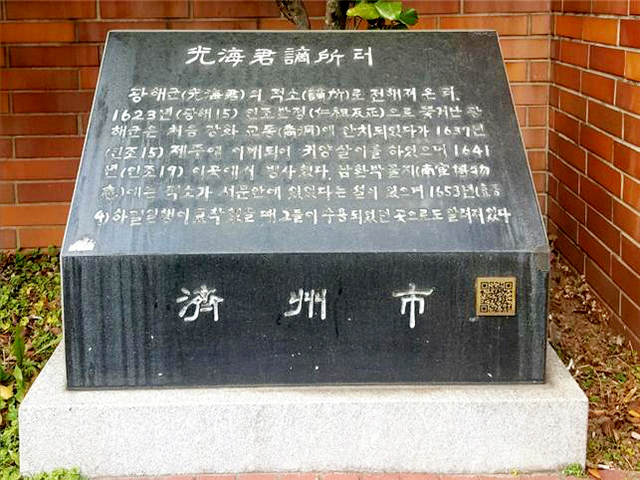 光海君謫所터
광해군(光海君)의 적소(謫所)로 전해져 온 터.
1623년(광해15) 인조반정(仁祖反正)으로 쫓겨난 광
해군은 처음 강화 교동(喬洞)에 안치되었다가 1637년
(인조15) 제주에 이배되어 귀양살이를 하였으며 1641
년(인조19) 이곳에서 병사했다. 남환박물지(南宦博物
誌)에는 적소가 서문안에 있었다는 설이 있으며 1653년(효종
4) 하멜일행이 표착했을 때 그들이 수용되었던 곳으로도 알려져있다
濟州市